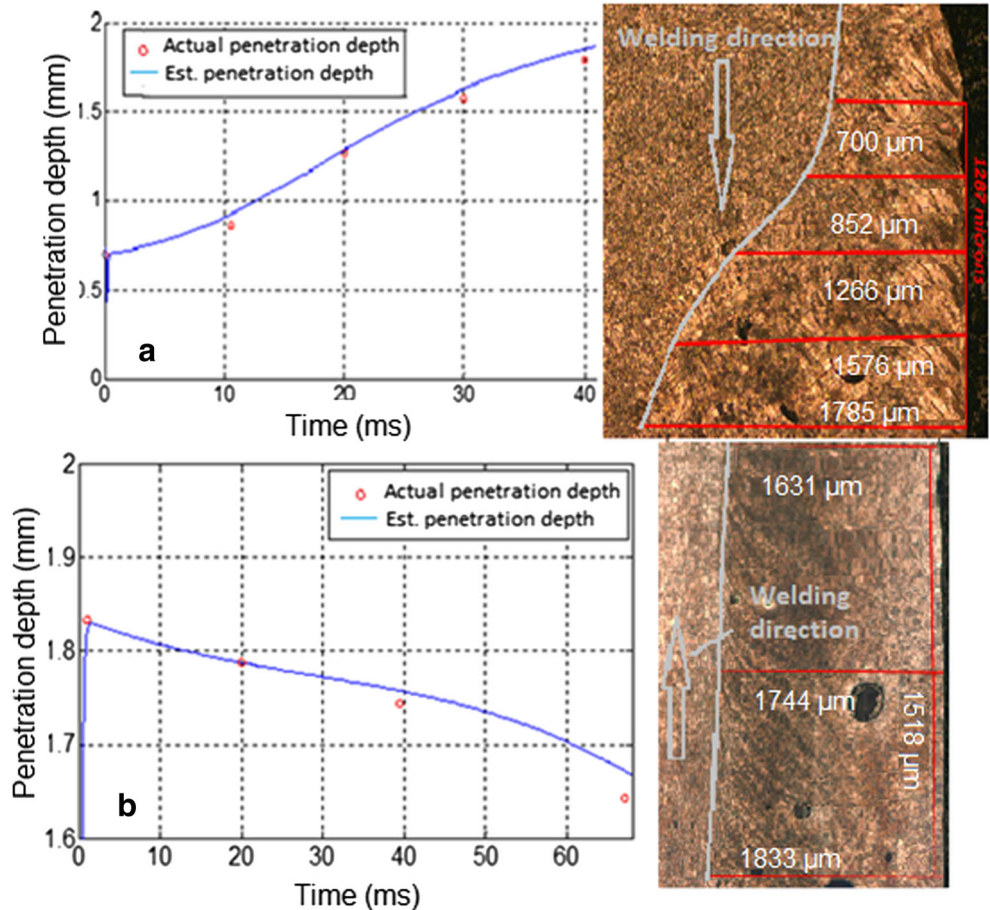 2
Actual penetration depth
Est. penetration depth
1.5
1
0.5
0
0 10 20 30 40
Penetration depth (mm)
Time (ms)
a
Welding direction
700 µm
852 µm
1266 µm
1576 µm
1785 µm
1287 microns
2
Actual penetration depth
Est. penetration depth
1.9
1.8
1.7
1.6
0 10 20 30 40 50 60
Penetration depth (mm)
Time (ms)
b
1631 µm
Welding
direction
1744 µm
1518 µm
1833 µm